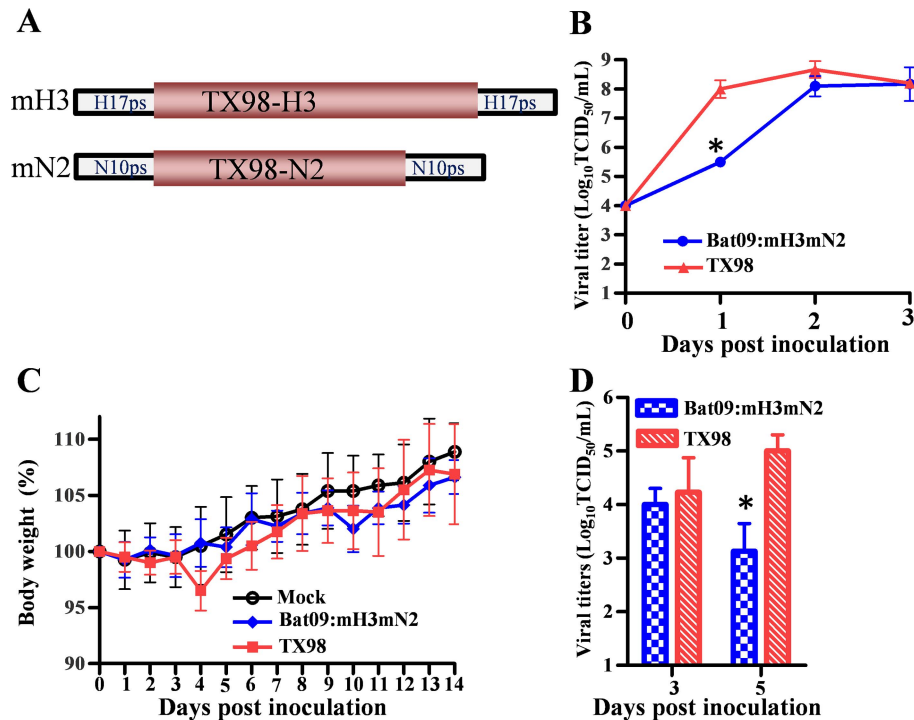 A
mH3 H17ps TX98-H3 H17ps
mN2 N10ps TX98-N2 N10ps
B
Viral titer (Log10TCID50/mL)
9
8
7
6
5
4
3
2
1
0 1 2 3
Bat09:mH3mN2
TX98
*
Days post inoculation
C
Body weight (%)
110
105
100
95
90
Mock
Bat09:mH3mN2
TX98
0 1 2 3 4 5 6 7 8 9 10 11 12 13 14
Days post inoculation
D
Viral titers (Log10TCID50/mL)
6
5
4
3
2
1
Bat09:mH3mN2
TX98
*
3 5
Days post inoculation